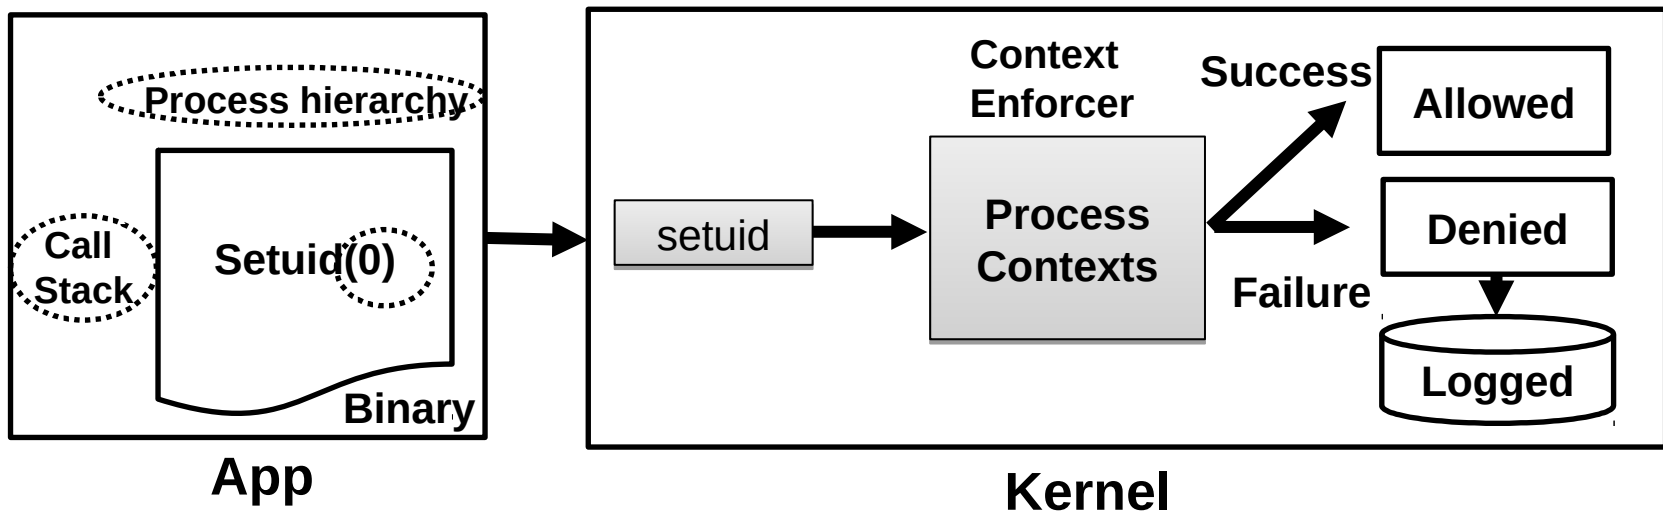 Process hierarchy
Call
Stack
Setuid(0)
Binary
App
setuid
Context
Enforcer
Process
Contexts
Success
Failure
Allowed
Denied
Logged
Kernel